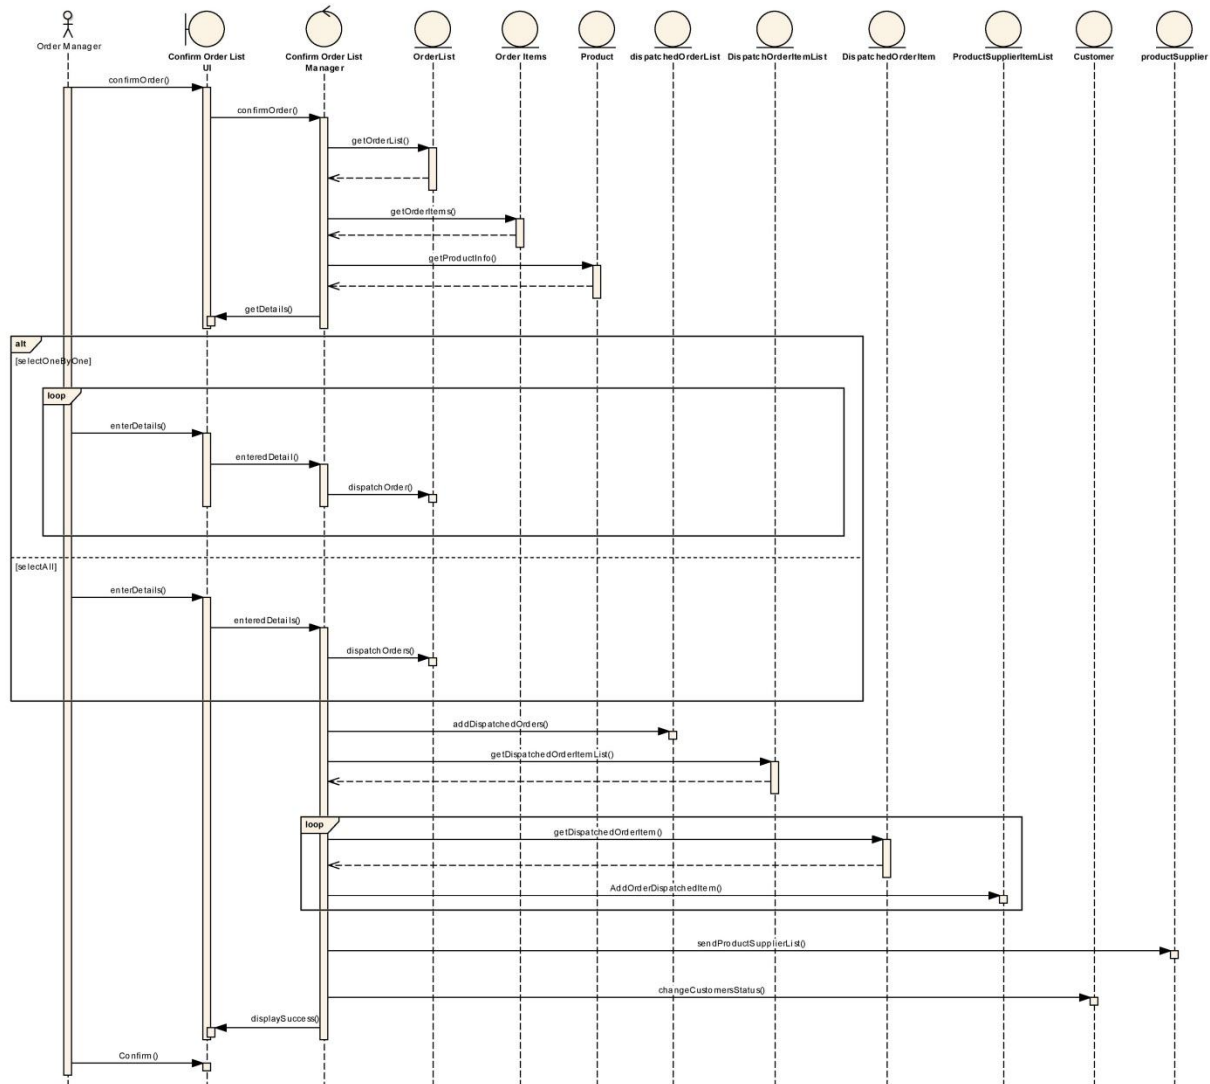 Order Manager
Confirm Order List
UI
Confirm Order List
Manager
OrderList
Order Items
Product
dispatchedOrderList
DispatchOrderItemList
DispatchedOrderItem
ProductSupplierItemList
Customer
productSupplier
confirmOrder()
confirmOrder()
getOrderList()
getOrderItems()
getProductInfo()
getDetails()
alt
[selectOneByOne]
loop
enterDetails()
enteredDetail()
dispatchOrder()
[selectAll]
enterDetails()
enteredDetails()
dispatchOrders()
addDispatchedOrders()
getDispatchedOrderItemList()
loop
getDispatchedOrderItem()
AddOrderDispatchedItem()
sendProductSupplierList()
changeCustomersStatus()
displaySuccess()
Confirm()